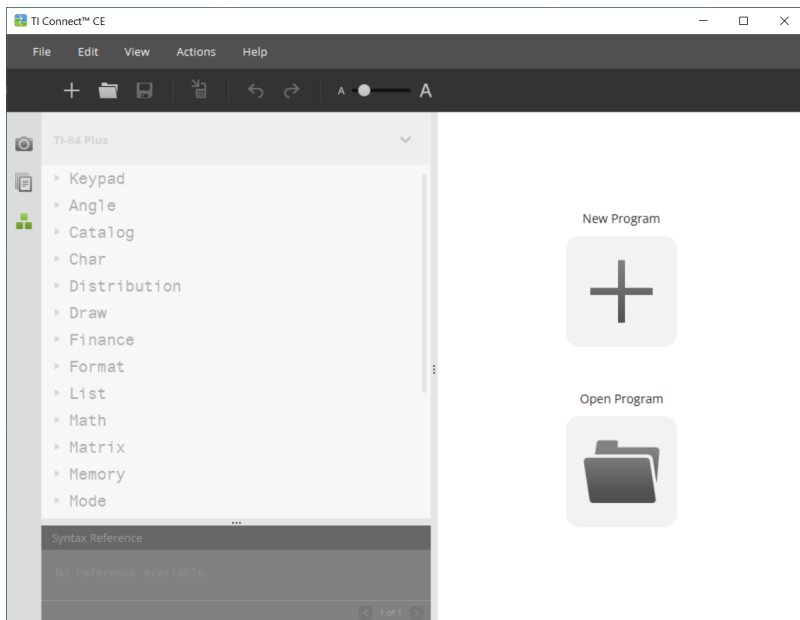 TI Connect™ CE
File Edit View Actions Help
A A
TI-84 Plus
Keypad
Angle
Catalog
Char
Distribution
Draw
Finance
Format
List
Math
Matrix
Memory
Mode
Syntax Reference
No reference available
1 of 1
New Program
Open Program